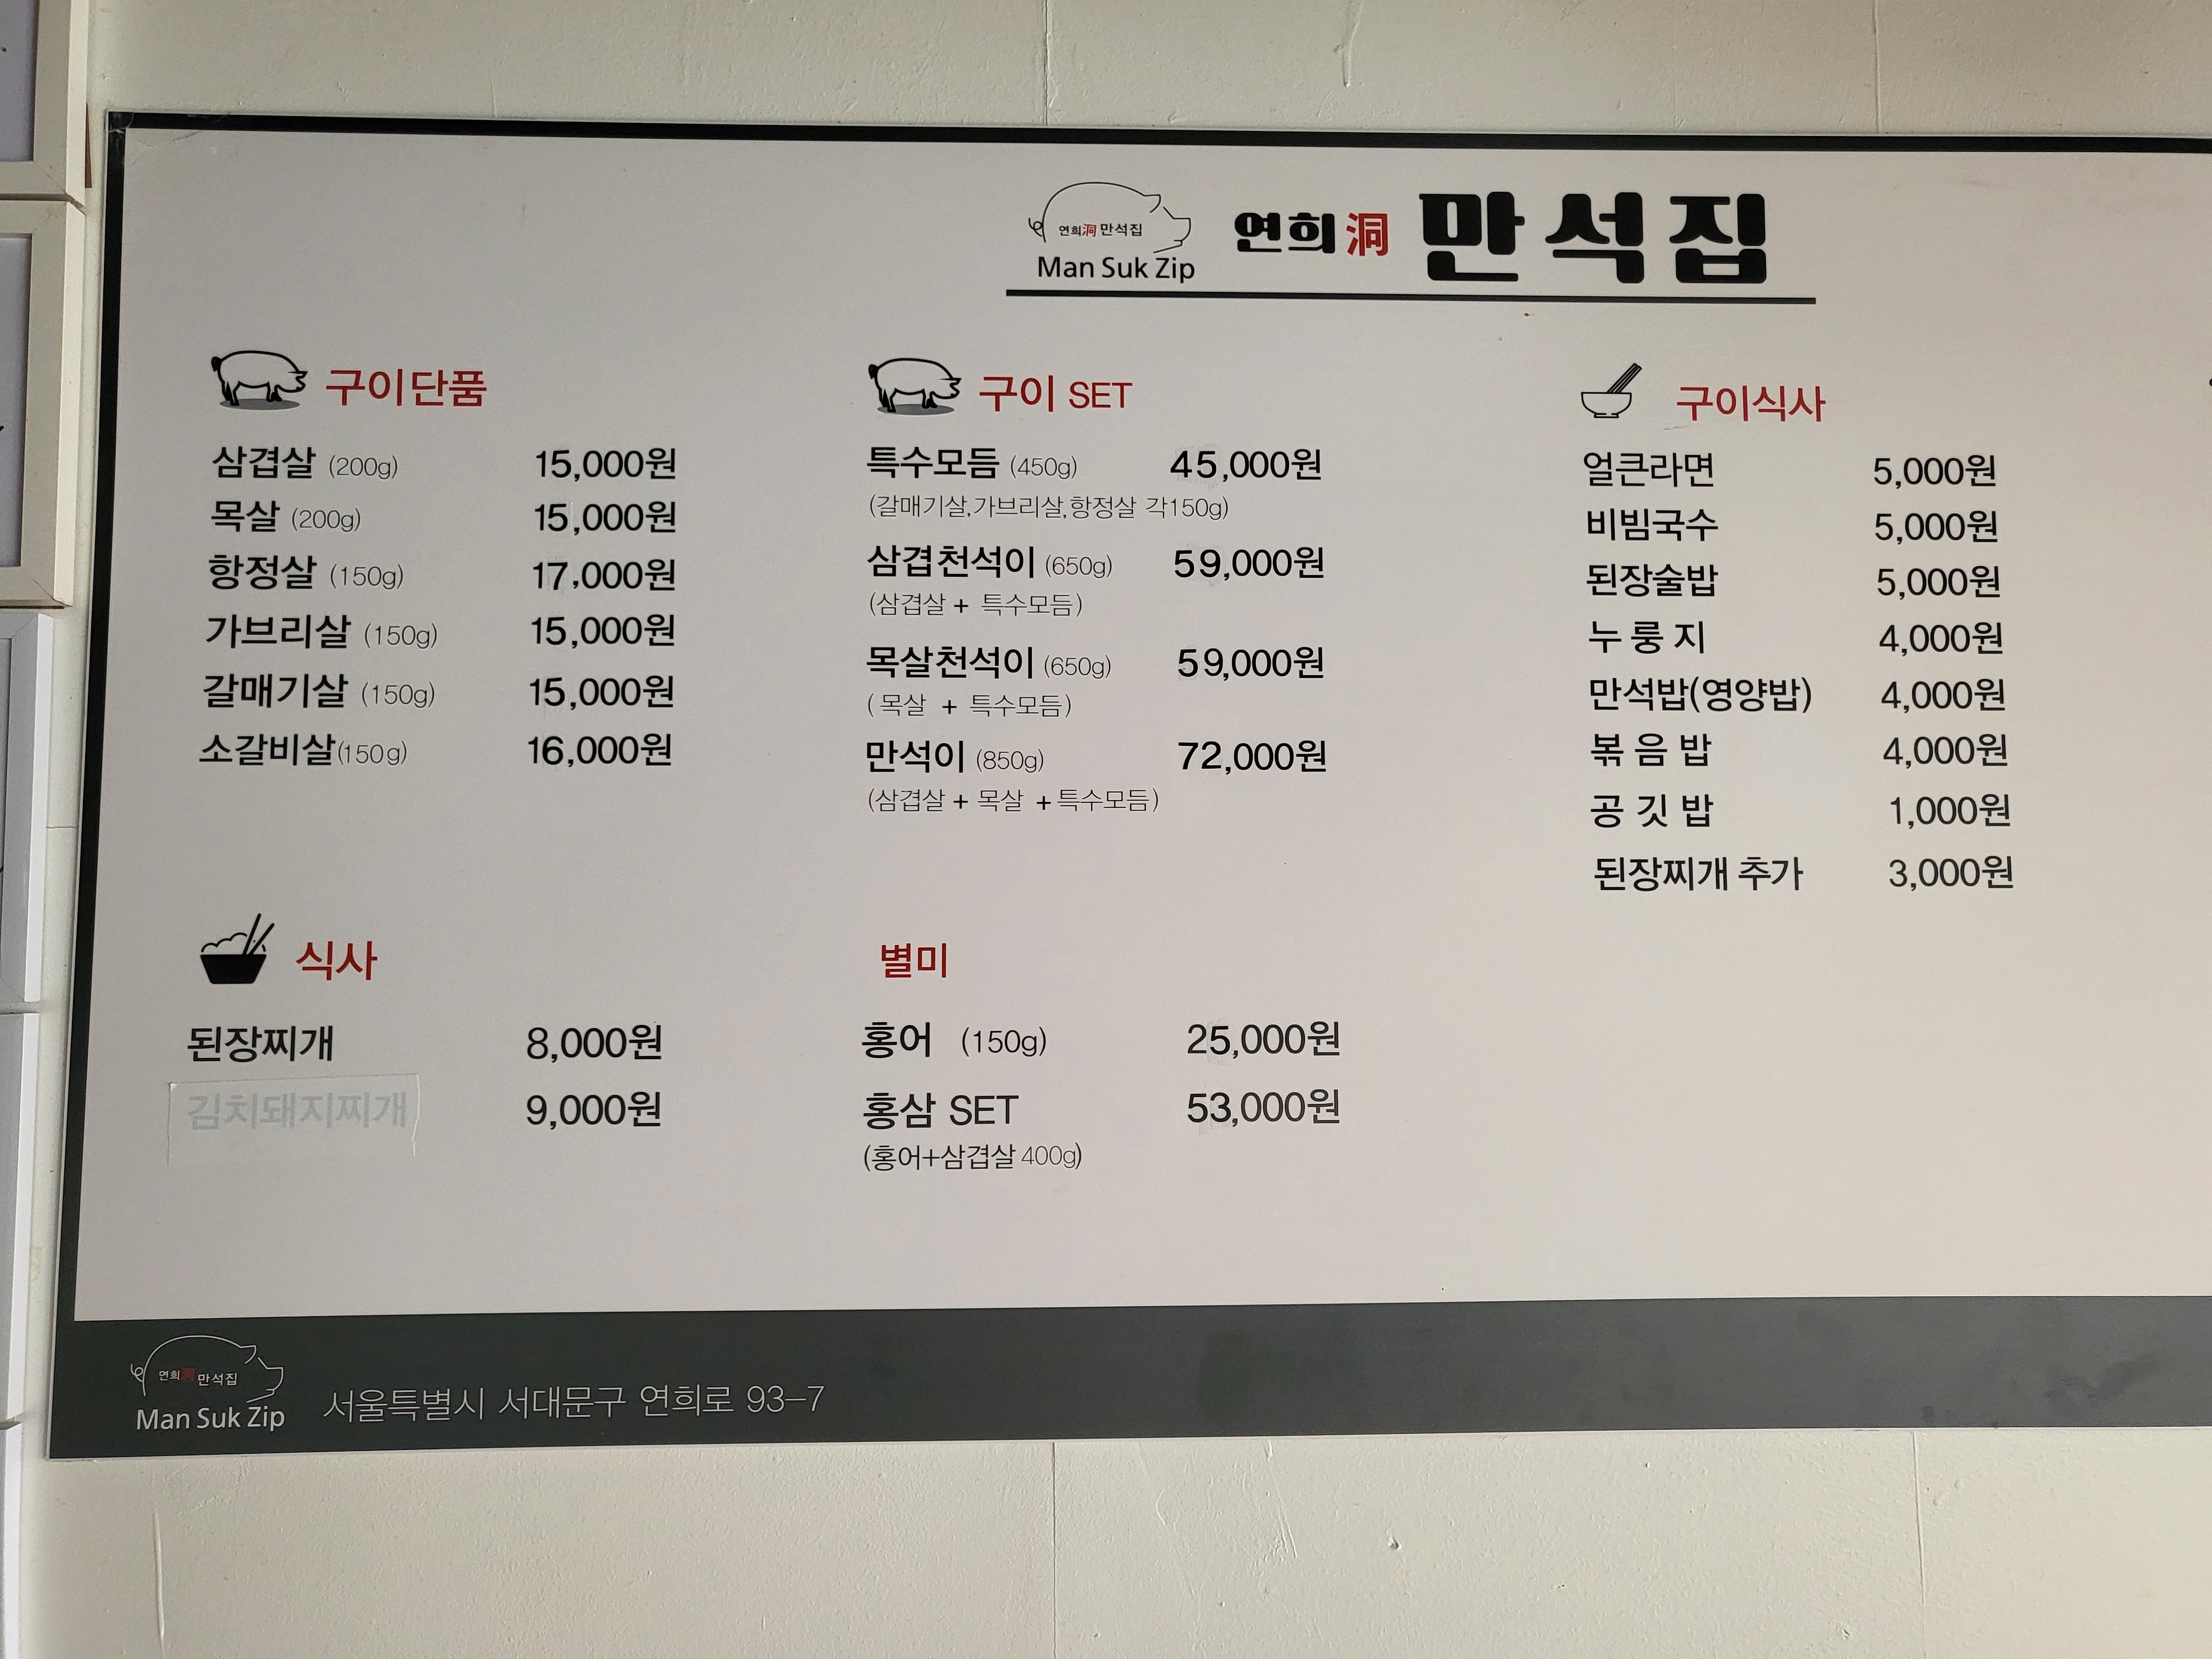 연희洞 만석집
Man Suk Zip
연희洞 만석집
구이단품
삼겹살 (200g) 15,000원
목살 (200g) 15,000원
항정살 (150g) 17,000원
가브리살 (150g) 15,000원
갈매기살 (150g) 15,000원
소갈비살(150g) 16,000원
구이 SET
특수모듬 (450g) 45,000원
(갈매기살,가브리살,항정살 각150g)
삼겹천석이 (650g) 59,000원
(삼겹살 + 특수모듬)
목살천석이 (650g) 59,000원
( 목살 + 특수모듬)
만석이 (850g) 72,000원
(삼겹살 + 목살 +특수모듬)
구이식사
얼큰라면 5,000원
비빔국수 5,000원
된장술밥 5,000원
누룽지 4,000원
만석밥(영양밥) 4,000원
볶음밥 4,000원
공깃밥 1,000원
된장찌개 추가 3,000원
식사
된장찌개 8,000원
김치돼지찌개 9,000원
별미
홍어 (150g) 25,000원
홍삼 SET 53,000원
(홍어+삼겹살 400g)
연희洞 만석집
Man Suk Zip
서울특별시 서대문구 연희로 93-7